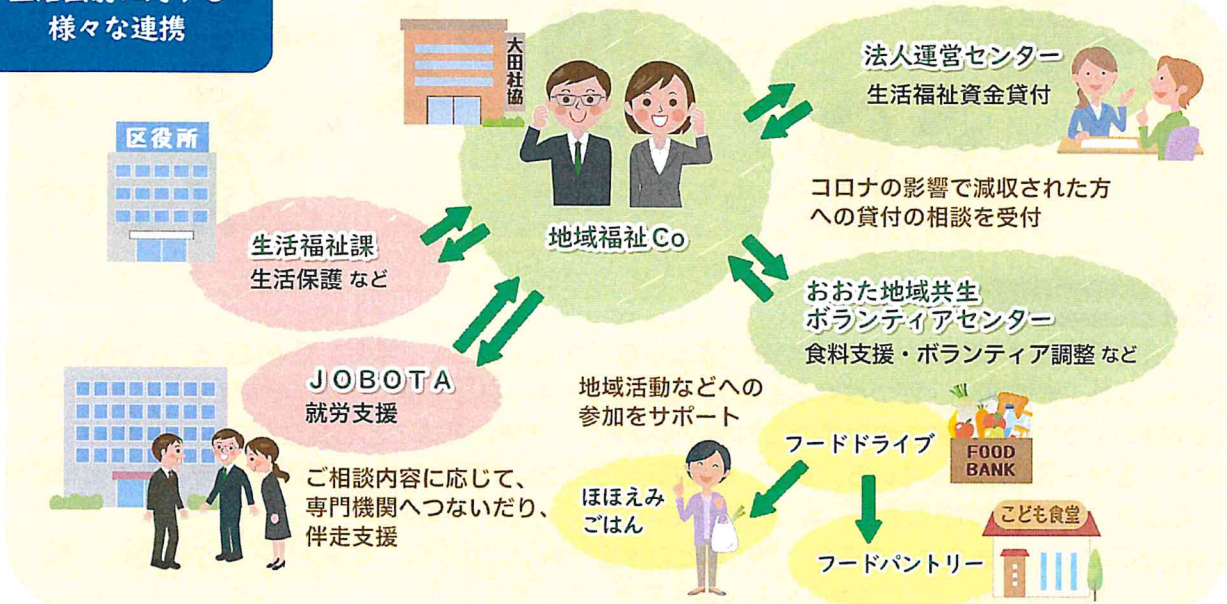 様々な連携
大田社協
地域福祉Co
法人運営センター
生活福祉資金貸付
コロナの影響で減収された方
への貸付の相談を受付
区役所
生活福祉課
生活保護 など
おおた地域共生
ボランティアセンター
食料支援・ボランティア調整 など
JOBOTA
就労支援
ご相談内容に応じて、
専門機関へつないだり、
伴走支援
地域活動などへの
参加をサポート
フードドライブ
FOOD
BANK
ほほえみ
ごはん
フードパントリー
こども食堂